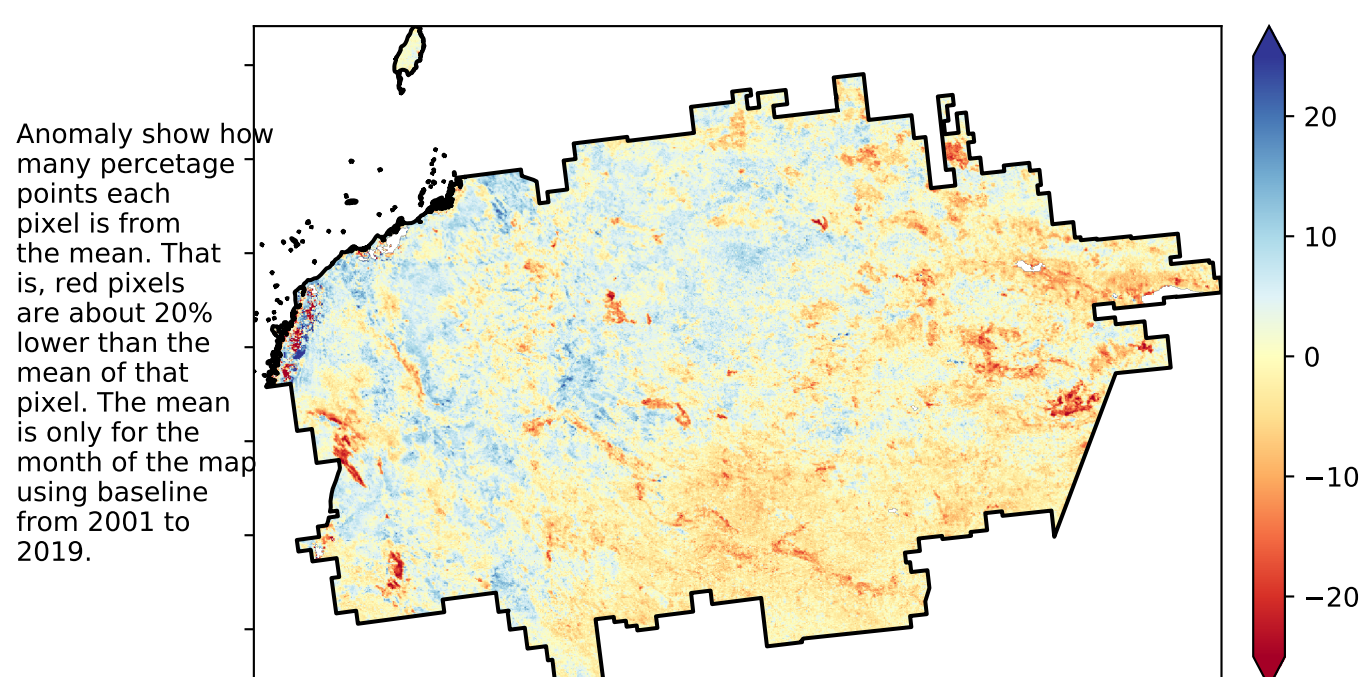 Anomaly show how
many percetage
points each
pixel is from
the mean. That
is, red pixels
are about 20%
lower than the
mean of that
pixel. The mean
is only for the
month of the map
using baseline
from 2001 to
2019.
20
10
0
−10
−20